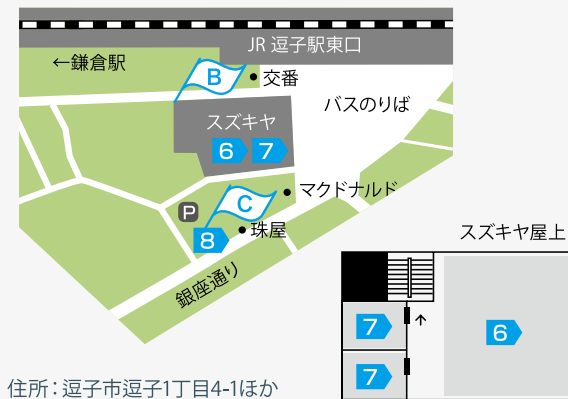 JR 逗子駅東口
←鎌倉駅
B
交番
バスのりば
スズキヤ
6 7
マクドナルド
P
C
珠屋
8
銀座通り
スズキヤ屋上
7
↑
6
7
住所：逗子市逗子1丁目4-1ほか